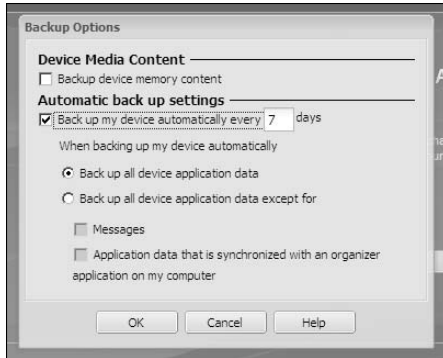 Backup Options
Device Media Content
Backup device memory content
Automatic back up settings
Back up my device automatically every 7 days
When backing up my device automatically
Back up all device application data
Back up all device application data except for
Messages
Application data that is synchronized with an organizer
application on my computer
OK Cancel Help